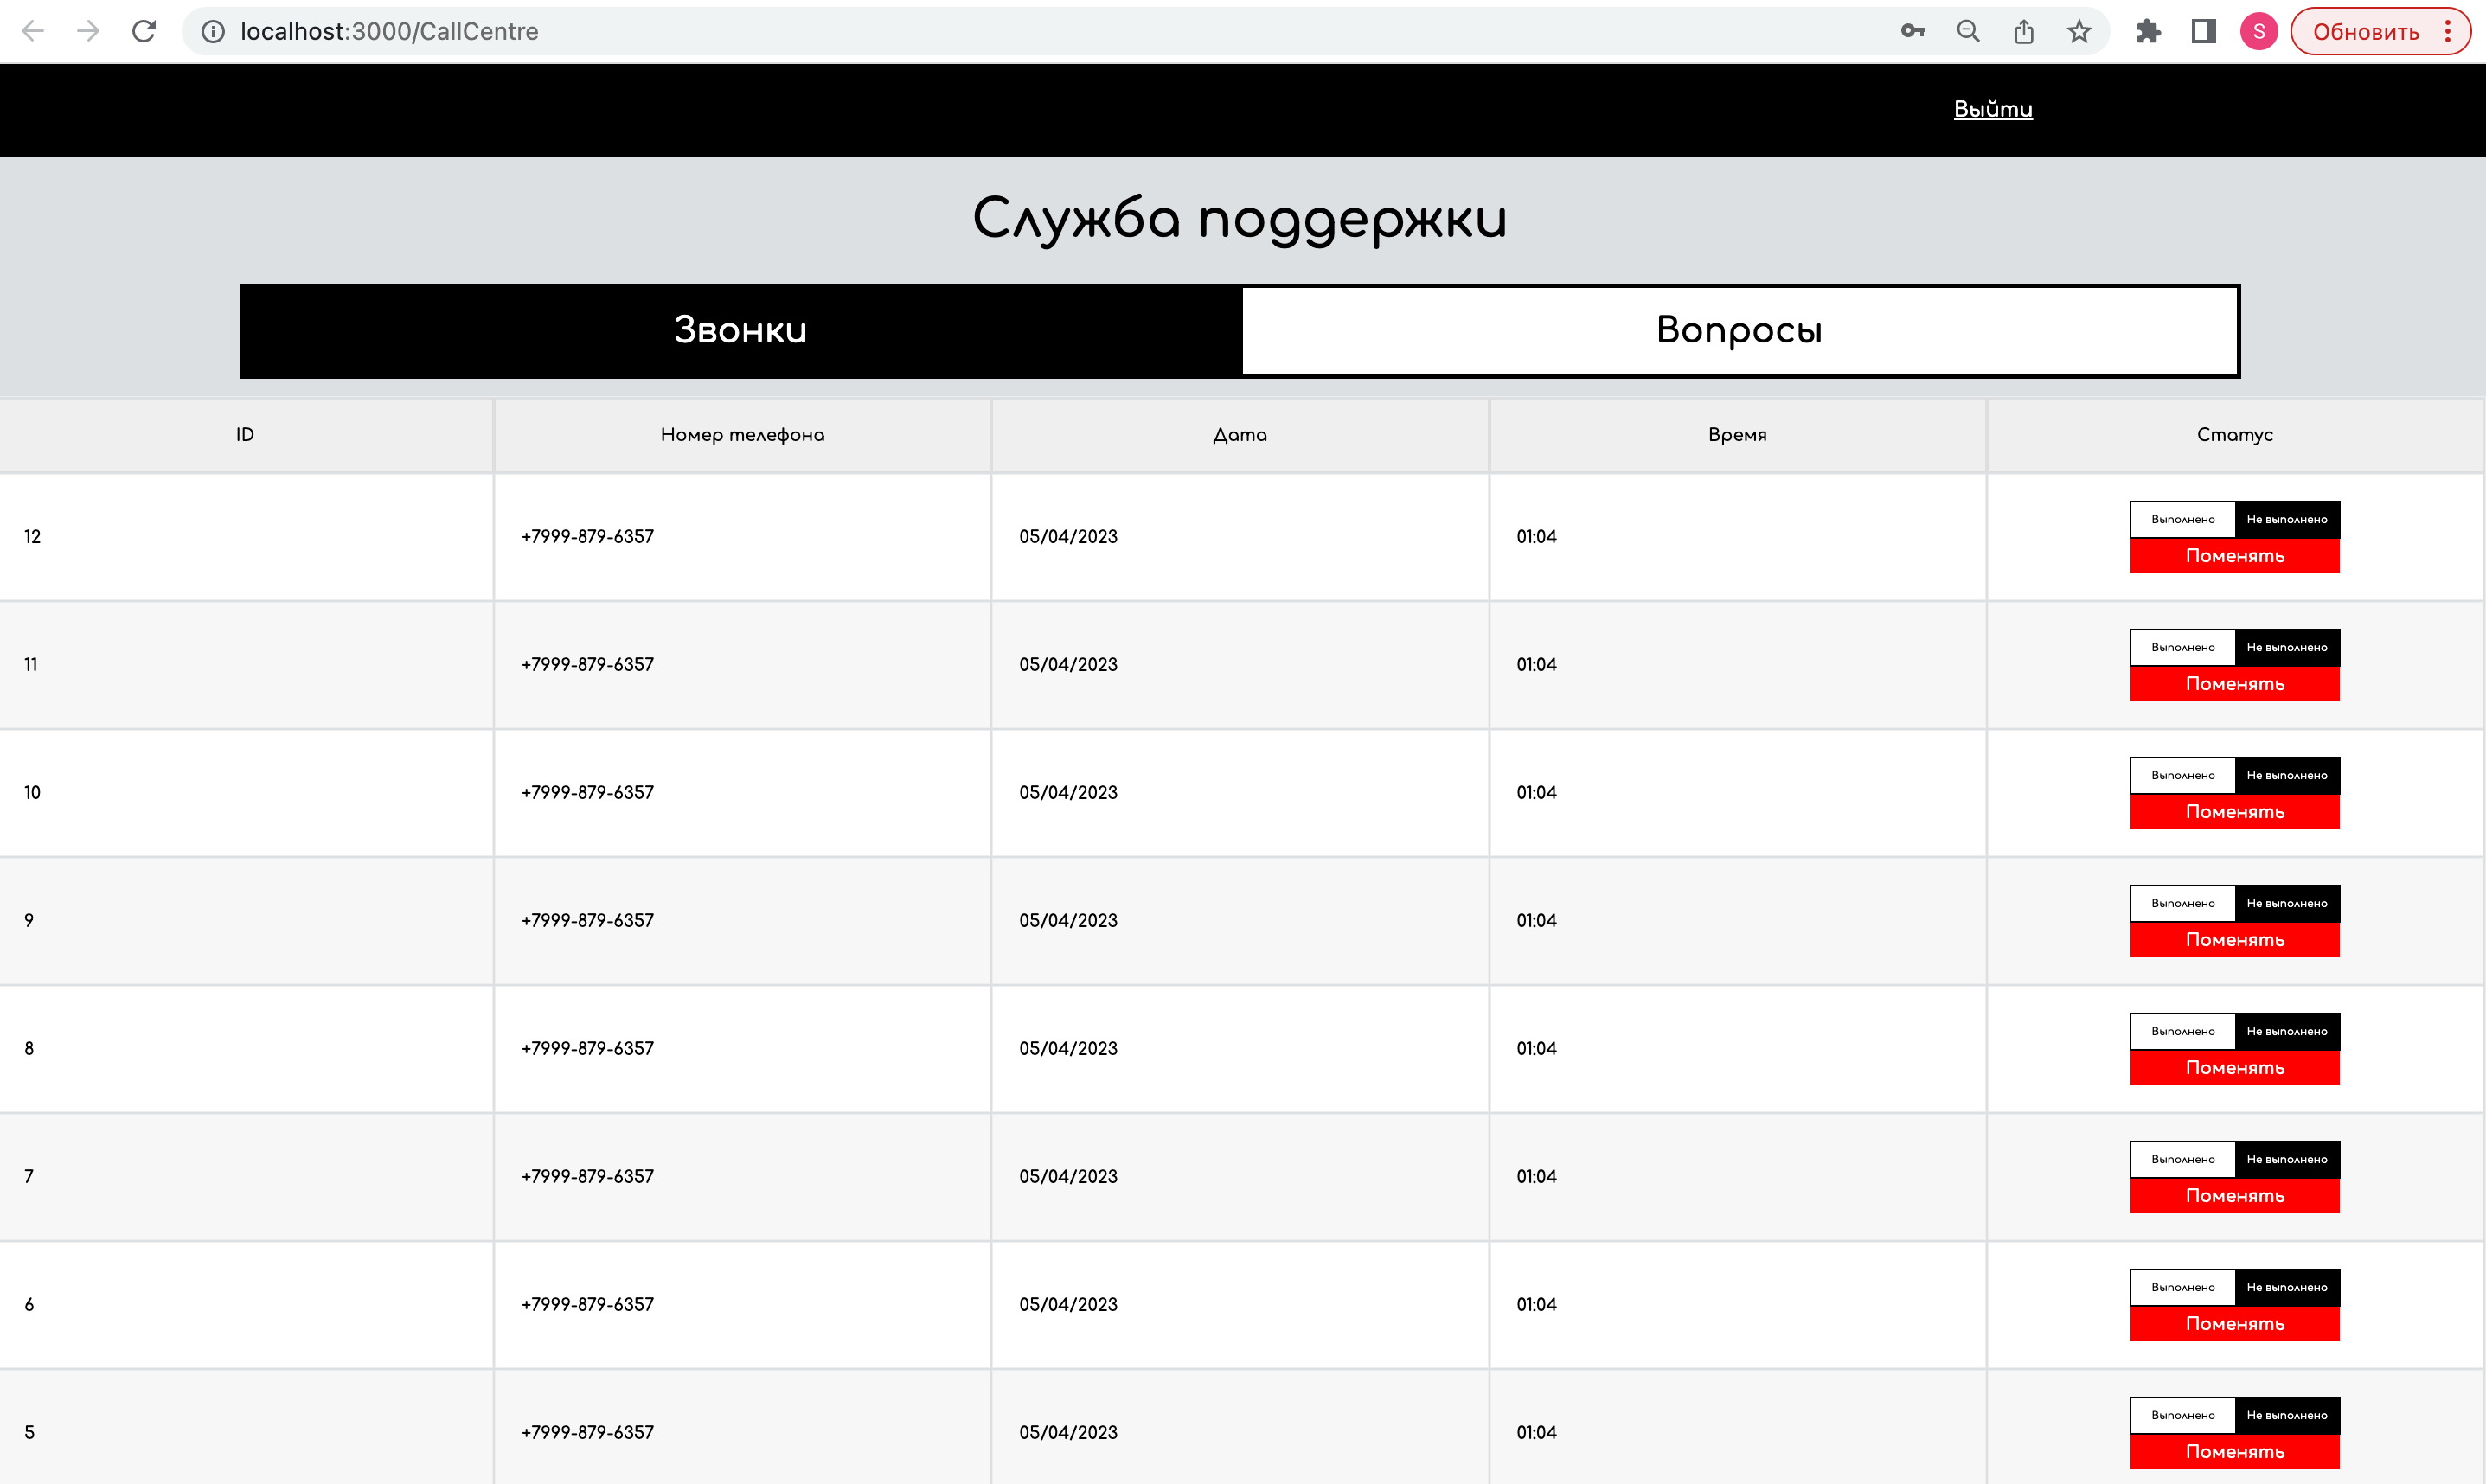 localhost:3000/CallCentre S Обновить
Выйти
Служба поддержки
Звонки Вопросы
ID Номер телефона Дата Время Статус
12 +7999-879-6357 05/04/2023 01:04 Выполнено Не выполнено
Поменять
11 +7999-879-6357 05/04/2023 01:04 Выполнено Не выполнено
Поменять
10 +7999-879-6357 05/04/2023 01:04 Выполнено Не выполнено
Поменять
9 +7999-879-6357 05/04/2023 01:04 Выполнено Не выполнено
Поменять
8 +7999-879-6357 05/04/2023 01:04 Выполнено Не выполнено
Поменять
7 +7999-879-6357 05/04/2023 01:04 Выполнено Не выполнено
Поменять
6 +7999-879-6357 05/04/2023 01:04 Выполнено Не выполнено
Поменять
5 +7999-879-6357 05/04/2023 01:04 Выполнено Не выполнено
Поменять